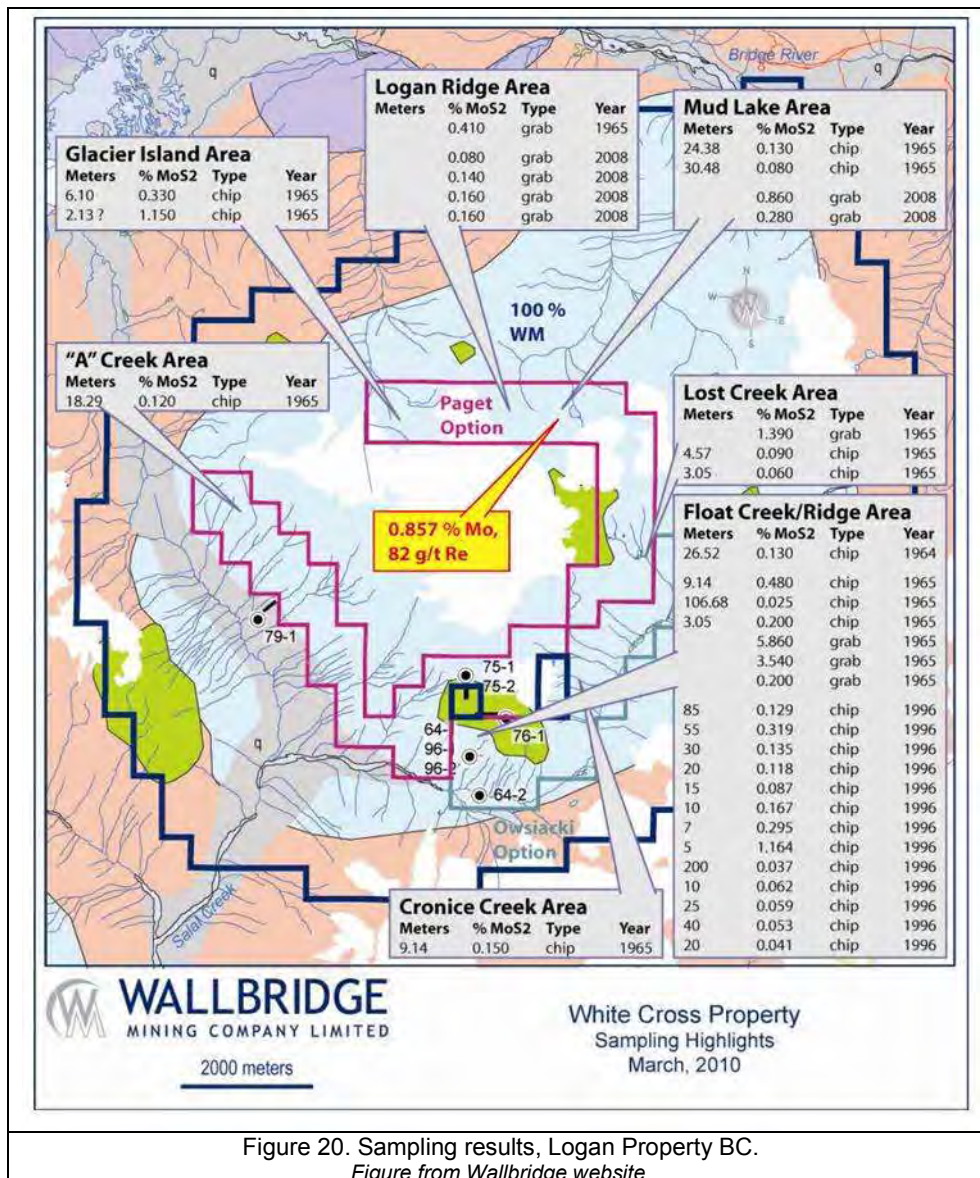 Bridge River
q
q
Logan Ridge Area
Meters % MoS2 Type Year
0.410 grab 1965
0.080 grab 2008
0.140 grab 2008
0.160 grab 2008
0.160 grab 2008
Mud Lake Area
Meters % MoS2 Type Year
24.38 0.130 chip 1965
30.48 0.080 chip 1965
0.860 grab 2008
0.280 grab 2008
Glacier Island Area
Meters % MoS2 Type Year
6.10 0.330 chip 1965
2.13 ? 1.150 chip 1965
N
W
E
S
100 %
WM
"A" Creek Area
Meters % MoS2 Type Year
18.29 0.120 chip 1965
Paget
Option
Lost Creek Area
Meters % MoS2 Type Year
1.390 grab 1965
4.57 0.090 chip 1965
3.05 0.060 chip 1965
0.857 % Mo,
82 g/t Re
Float Creek/Ridge Area
Meters % MoS2 Type Year
26.52 0.130 chip 1964
9.14 0.480 chip 1965
106.68 0.025 chip 1965
3.05 0.200 chip 1965
5.860 grab 1965
3.540 grab 1965
0.200 grab 1965
85 0.129 chip 1996
55 0.319 chip 1996
30 0.135 chip 1996
20 0.118 chip 1996
15 0.087 chip 1996
10 0.167 chip 1996
7 0.295 chip 1996
5 1.164 chip 1996
200 0.037 chip 1996
10 0.062 chip 1996
25 0.059 chip 1996
40 0.053 chip 1996
20 0.041 chip 1996
79-1
75-1
75-2
64-
76-1
96-
96-2
64-2
q
Owsiacki
Option
Salal Creek
Cronice Creek Area
Meters % MoS2 Type Year
9.14 0.150 chip 1965
WALLBRIDGE
MINING COMPANY LIMITED
2000 meters
White Cross Property
Sampling Highlights
March, 2010
Figure 20. Sampling results, Logan Property BC.
Figure from Wallbridge website